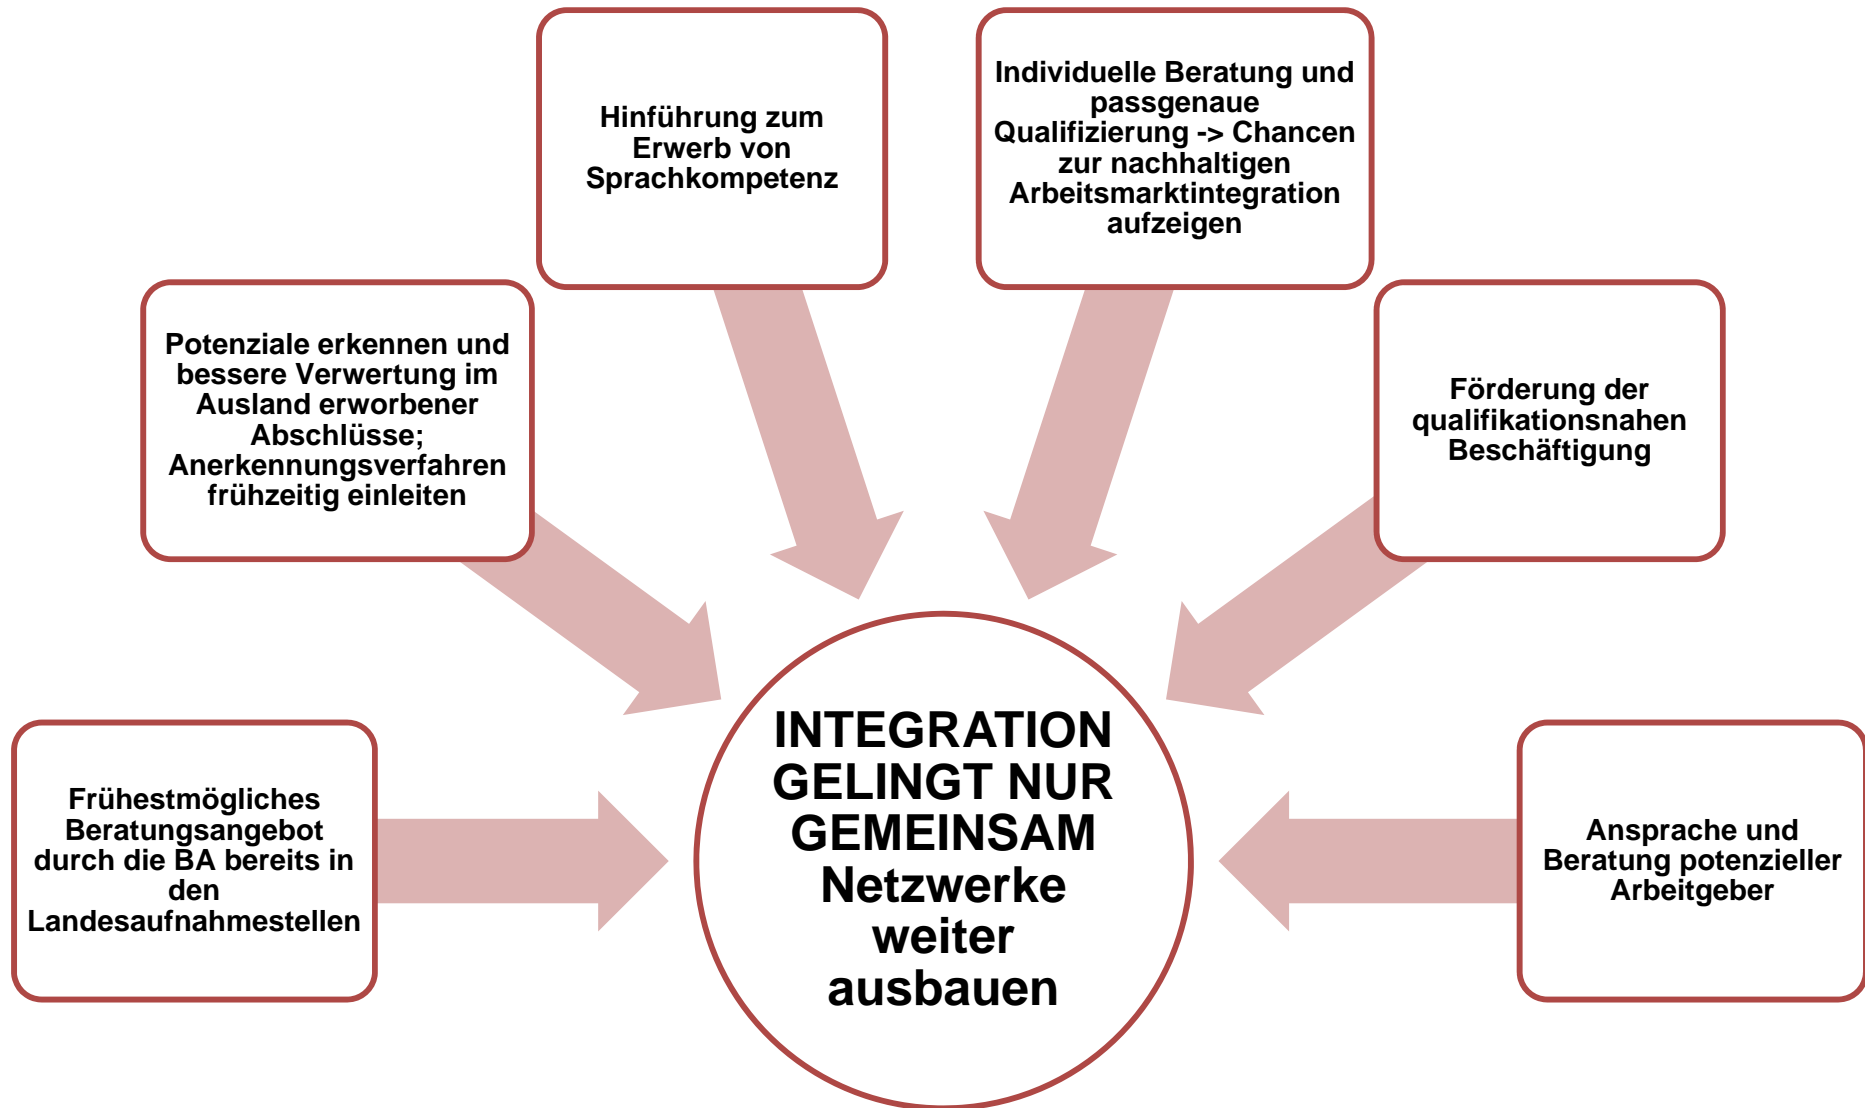 Hinführung zum
Erwerb von
Sprachkompetenz
Individuelle Beratung und
passgenaue
Qualifizierung -> Chancen
zur nachhaltigen
Arbeitsmarktintegration
aufzeigen
Potenziale erkennen und
bessere Verwertung im
Ausland erworbener
Abschlüsse;
Anerkennungsverfahren
frühzeitig einleiten
Förderung der
qualifikationsnahen
Beschäftigung
Frühestmögliches
Beratungsangebot
durch die BA bereits in
den
Landesaufnahmestellen
INTEGRATION
GELINGT NUR
GEMEINSAM
Netzwerke
weiter
ausbauen
Ansprache und
Beratung potenzieller
Arbeitgeber